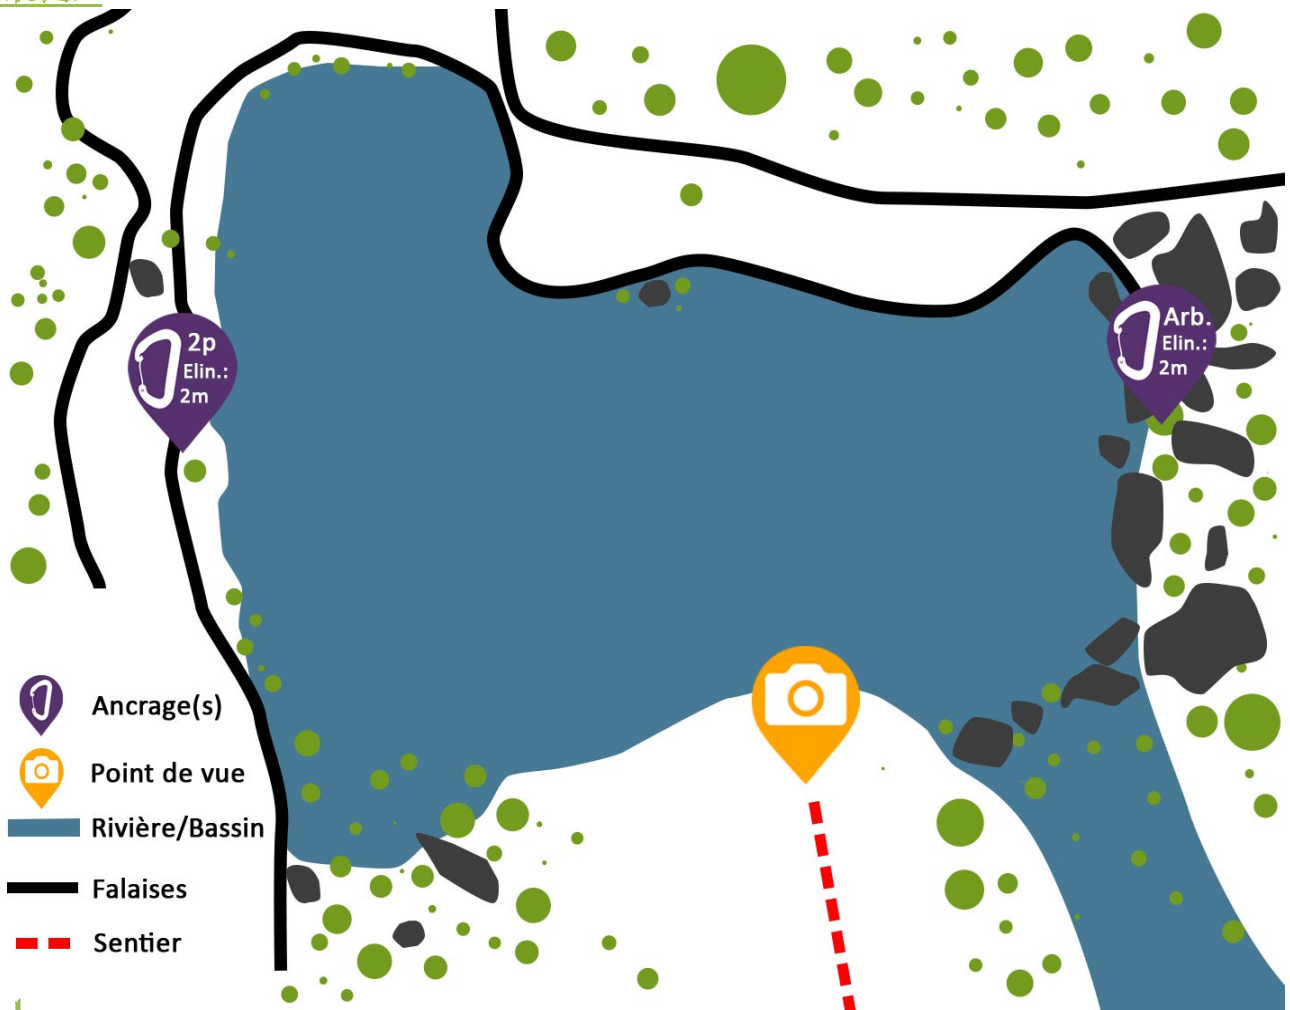 2p
Elin.:
2m
Arb.
Elin.:
2m
Ancrage(s)
Point de vue
Rivière/Bassin
Falaises
Sentier